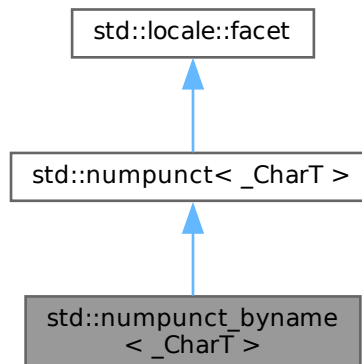 std::locale::facet
std::numpunct< _CharT >
std::numpunct_byname
< _CharT >